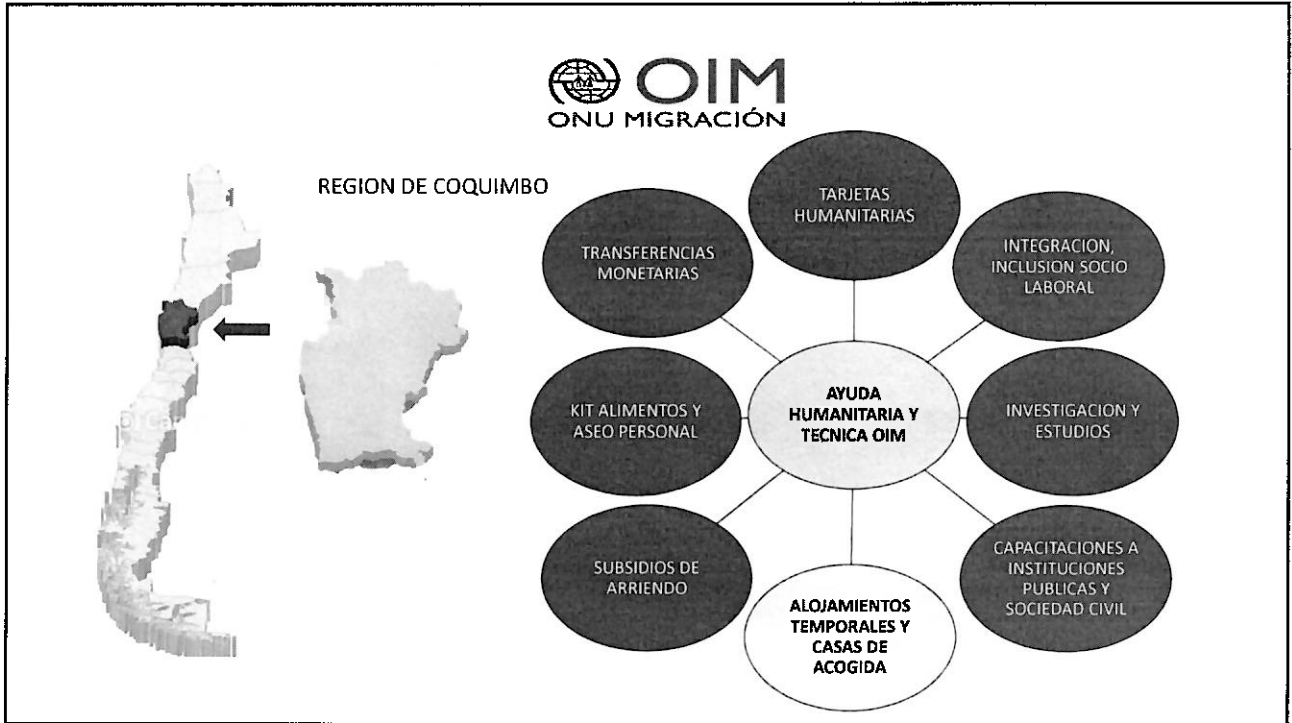 OIM
ONU MIGRACIÓN
REGION DE COQUIMBO
TARJETAS
HUMANITARIAS
TRANSFERENCIAS
MONETARIAS
INTEGRACION,
INCLUSION SOCIO
LABORAL
KIT ALIMENTOS Y
ASEO PERSONAL
AYUDA
HUMANITARIA Y
TECNICA OIM
INVESTIGACION Y
ESTUDIOS
SUBSIDIOS DE
ARRIENDO
ALOJAMIENTOS
TEMPORALES Y
CASAS DE
ACOGIDA
CAPACITACIONES A
INSTITUCIONES
PUBLICAS Y
SOCIEDAD CIVIL